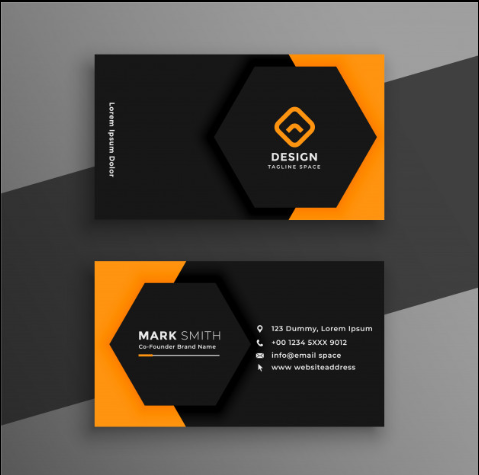 Lorem Ipsum Dolor
DESIGN
TAGLINE SPACE
MARK SMITH
Co-Founder Brand Name
123 Dummy, Lorem Ipsum
+00 1234 5XXX 9012
info@email space
www websiteaddress